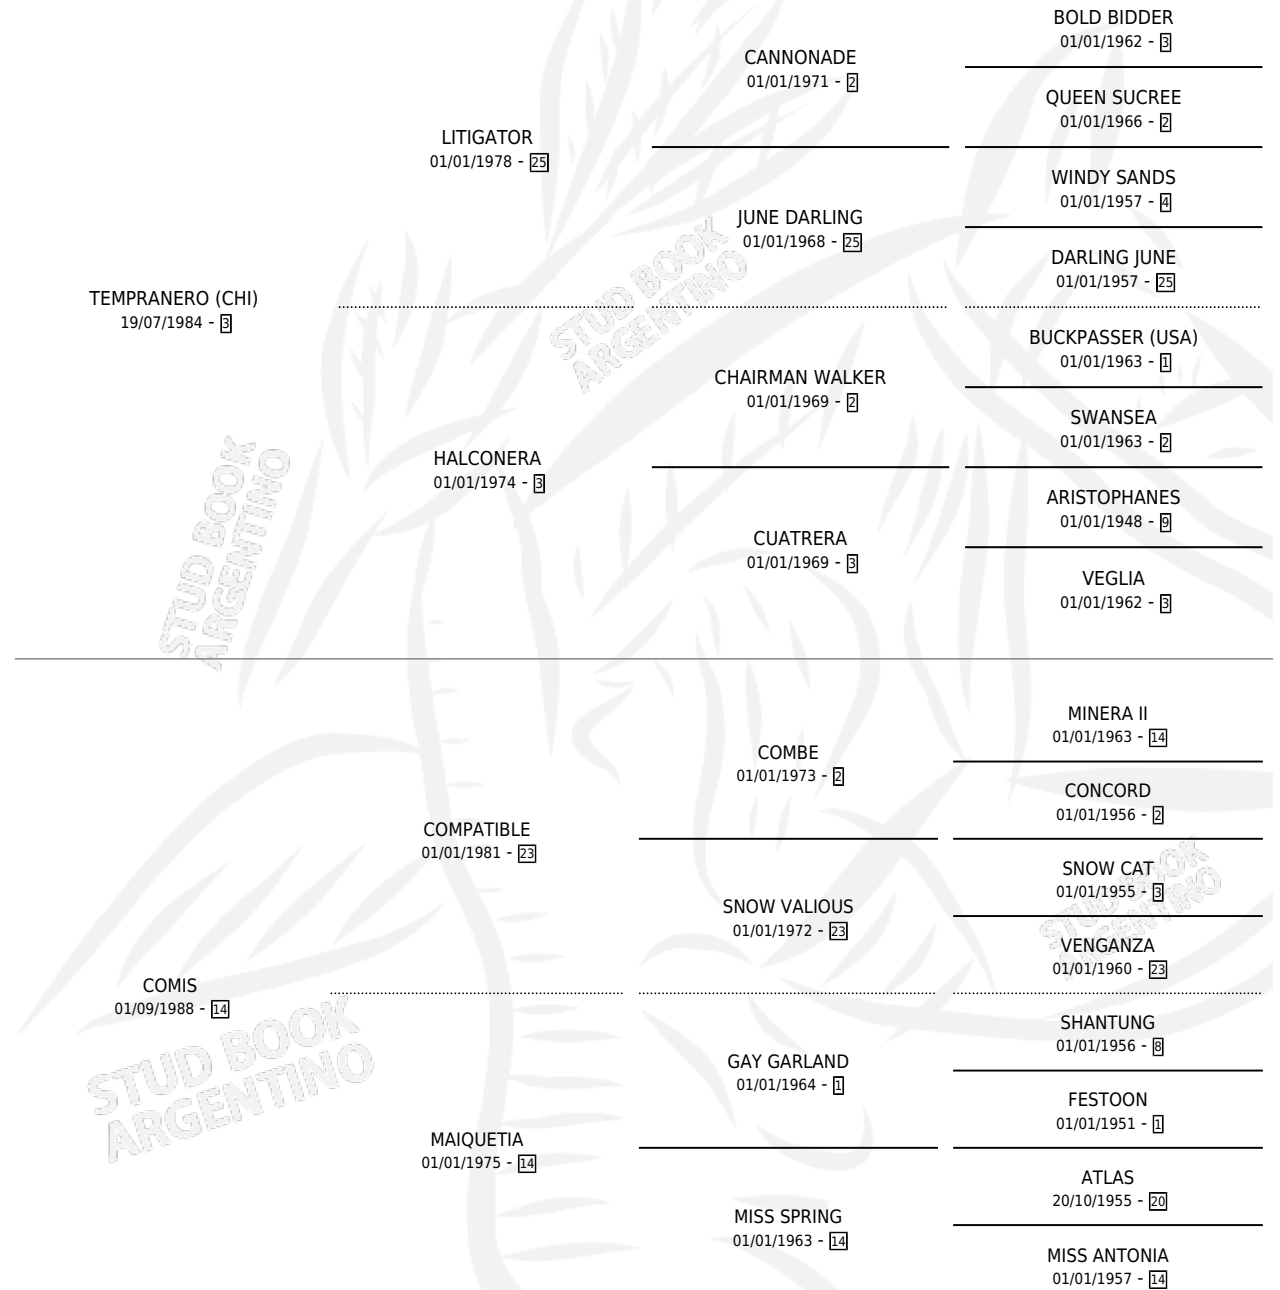 BOLD BIDDER
01/01/1962 - 3
CANNONADE
01/01/1971 - 2
QUEEN SUCREE
01/01/1966 - 2
LITIGATOR
01/01/1978 - 25
WINDY SANDS
01/01/1957 - 4
JUNE DARLING
01/01/1968 - 25
DARLING JUNE
01/01/1957 - 25
TEMPRANERO (CHI)
19/07/1984 - 3
BUCKPASSER (USA)
01/01/1963 - 1
CHAIRMAN WALKER
01/01/1969 - 2
SWANSEA
01/01/1963 - 2
HALCONERA
01/01/1974 - 3
ARISTOPHANES
01/01/1948 - 9
CUATRERA
01/01/1969 - 3
VEGLIA
01/01/1962 - 3
MINERA II
01/01/1963 - 14
COMBE
01/01/1973 - 2
CONCORD
01/01/1956 - 2
COMPATIBLE
01/01/1981 - 23
SNOW CAT
01/01/1955 - 3
SNOW VALIOUS
01/01/1972 - 23
VENGANZA
01/01/1960 - 23
COMIS
01/09/1988 - 14
SHANTUNG
01/01/1956 - 8
GAY GARLAND
01/01/1964 - 1
FESTOON
01/01/1951 - 1
MAIQUETIA
01/01/1975 - 14
ATLAS
20/10/1955 - 20
MISS SPRING
01/01/1963 - 14
MISS ANTONIA
01/01/1957 - 14
STUD BOOK
ARGENTINO
STUD BOOK
ARGENTINO
STUD BOOK
ARGENTINO
STUD BOOK
ARGENTINO